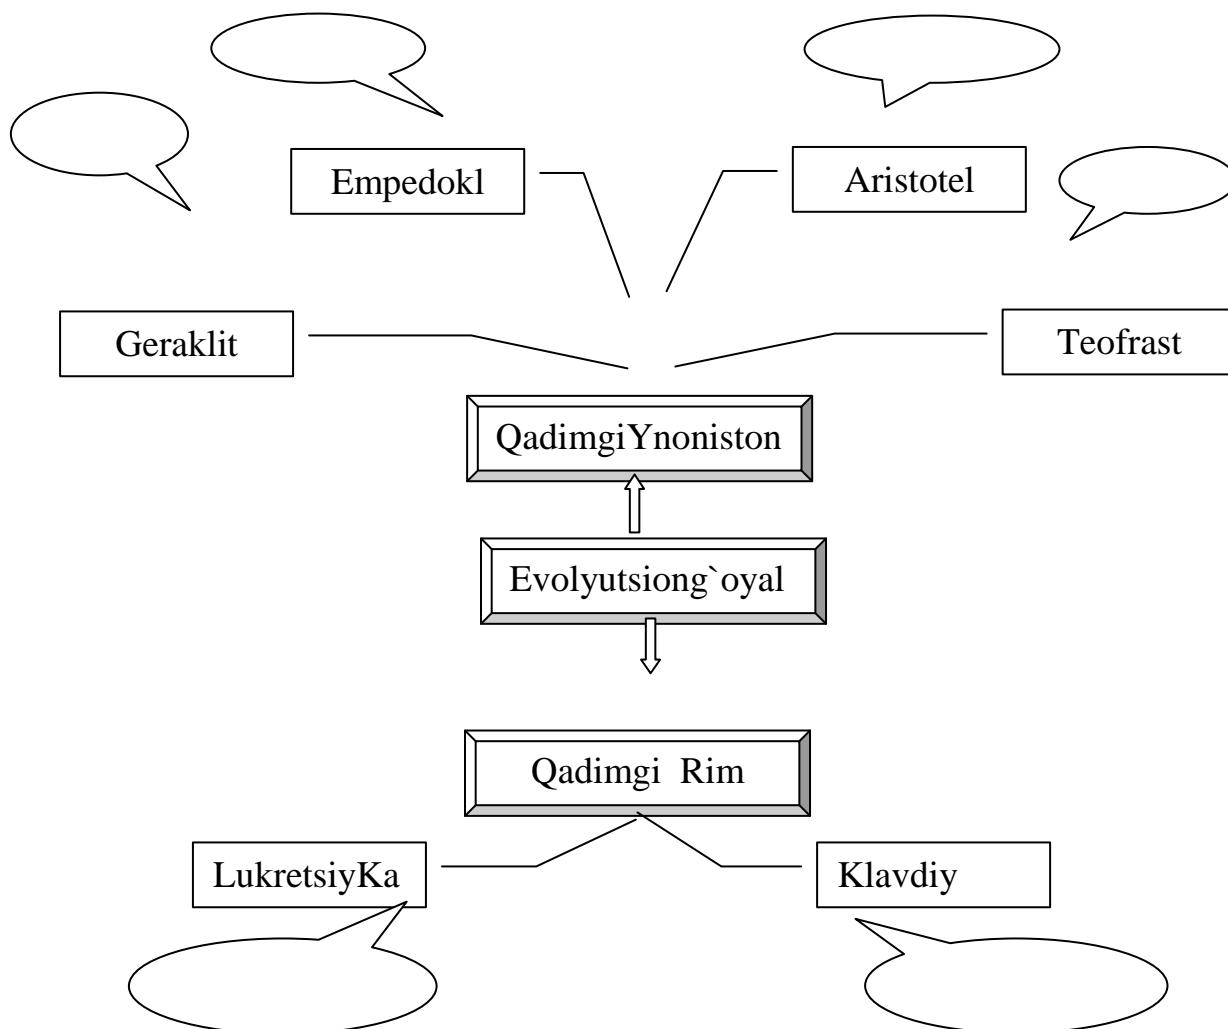 Empedokl
Aristotel
Geraklit
Teofrast
QadimgiYnoniston
Evolyutsiong`oyal
Qadimgi Rim
LukretsiyKa
Klavdiy